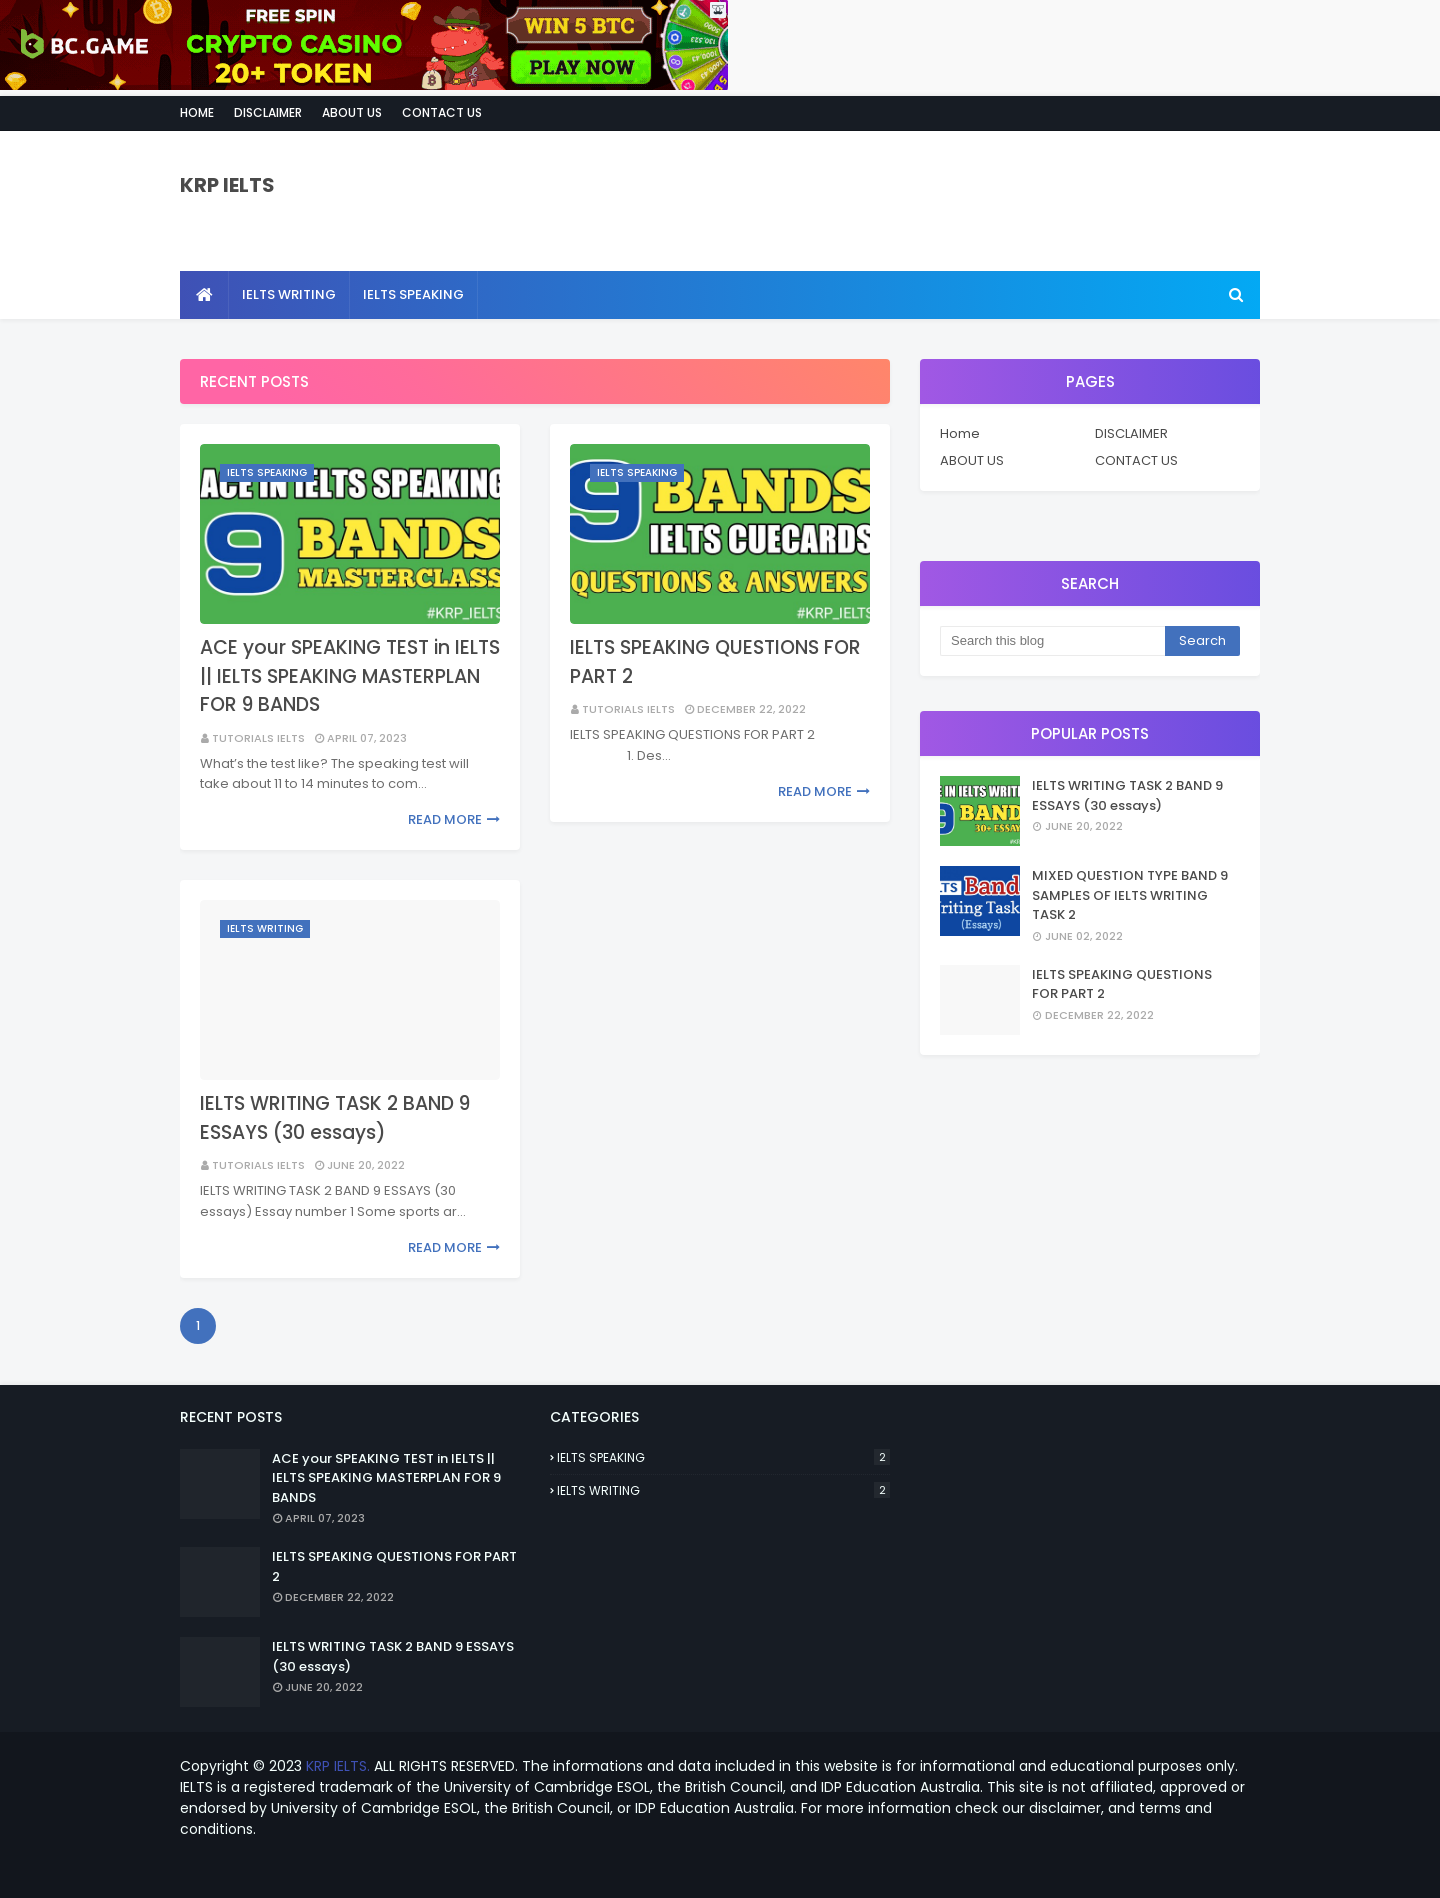 BC.GAME
FREE SPIN
CRYPTO CASINO
20+ TOKEN
WIN 5 BTC
PLAY NOW
HOME DISCLAIMER ABOUT US CONTACT US
KRP IELTS
IELTS WRITING IELTS SPEAKING
RECENT POSTS
IELTS SPEAKING
ACE IN IELTS SPEAKING
9 BANDS
MASTERCLASS
#KRP_IELTS
ACE your SPEAKING TEST in IELTS
|| IELTS SPEAKING MASTERPLAN
FOR 9 BANDS
TUTORIALS IELTS APRIL 07, 2023
What's the test like? The speaking test will
take about 11 to 14 minutes to com...
READ MORE
IELTS SPEAKING
9 BANDS
IELTS CUECARDS
QUESTIONS & ANSWERS
#KRP_IELTS
IELTS SPEAKING QUESTIONS FOR
PART 2
TUTORIALS IELTS DECEMBER 22, 2022
IELTS SPEAKING QUESTIONS FOR PART 2
1. Des...
READ MORE
IELTS WRITING
IELTS WRITING TASK 2 BAND 9
ESSAYS (30 essays)
TUTORIALS IELTS JUNE 20, 2022
IELTS WRITING TASK 2 BAND 9 ESSAYS (30
essays) Essay number 1 Some sports ar...
READ MORE
1
PAGES
Home DISCLAIMER
ABOUT US CONTACT US
SEARCH
Search this blog Search
POPULAR POSTS
E IN IELTS WRITI
9 BAND
30+ ESSAY
IELTS WRITING TASK 2 BAND 9
ESSAYS (30 essays)
JUNE 20, 2022
LTS Band
riting Task
(Essays)
MIXED QUESTION TYPE BAND 9
SAMPLES OF IELTS WRITING
TASK 2
JUNE 02, 2022
IELTS SPEAKING QUESTIONS
FOR PART 2
DECEMBER 22, 2022
RECENT POSTS
ACE your SPEAKING TEST in IELTS ||
IELTS SPEAKING MASTERPLAN FOR 9
BANDS
APRIL 07, 2023
IELTS SPEAKING QUESTIONS FOR PART
2
DECEMBER 22, 2022
IELTS WRITING TASK 2 BAND 9 ESSAYS
(30 essays)
JUNE 20, 2022
CATEGORIES
IELTS SPEAKING 2
IELTS WRITING 2
Copyright © 2023 KRP IELTS. ALL RIGHTS RESERVED. The informations and data included in this website is for informational and educational purposes only.
IELTS is a registered trademark of the University of Cambridge ESOL, the British Council, and IDP Education Australia. This site is not affiliated, approved or
endorsed by University of Cambridge ESOL, the British Council, or IDP Education Australia. For more information check our disclaimer, and terms and
conditions.